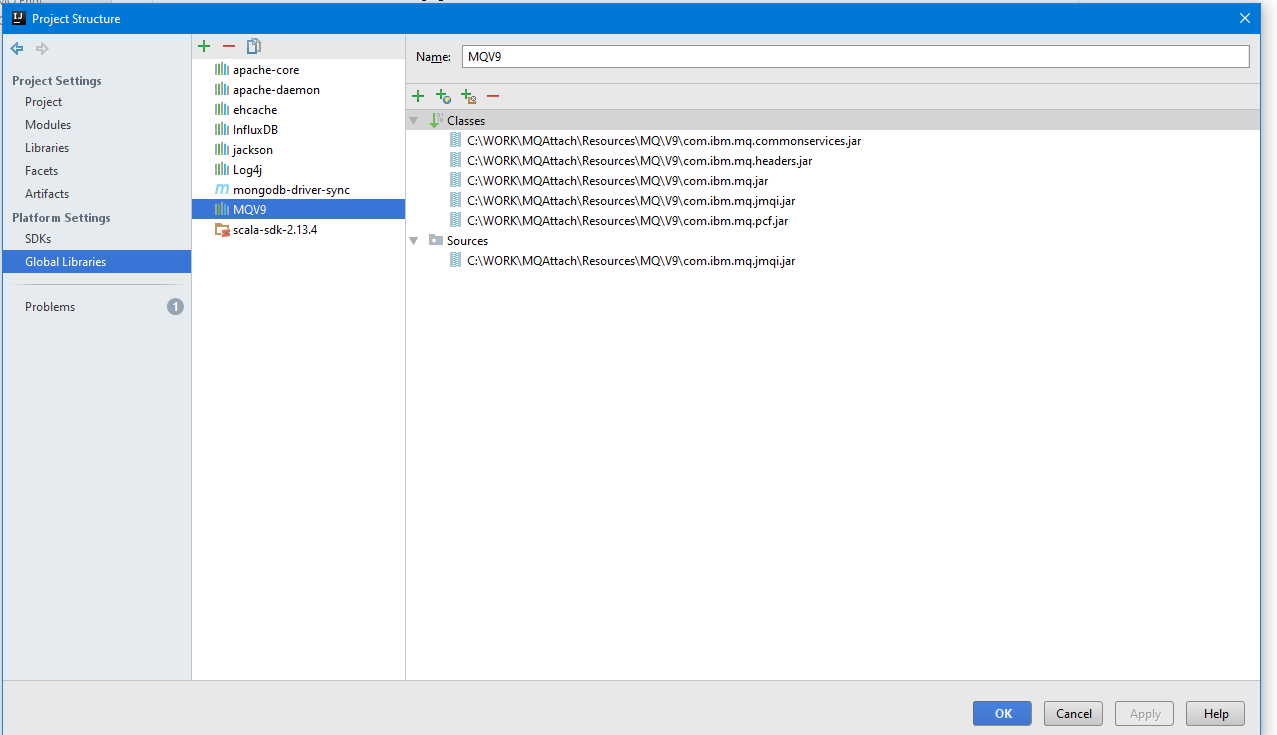 Project Structure
Project Settings
Project
Modules
Libraries
Facets
Artifacts
Platform Settings
SDKs
Global Libraries
Problems
1
apache-core
apache-daemon
ehcache
InfluxDB
jackson
Log4j
mongodb-driver-sync
MQV9
scala-sdk-2.13.4
Name: MQV9
Classes
C:\WORK\MQAttach\Resources\MQ\V9\com.ibm.mq.commonservices.jar
C:\WORK\MQAttach\Resources\MQ\V9\com.ibm.mq.headers.jar
C:\WORK\MQAttach\Resources\MQ\V9\com.ibm.mq.jar
C:\WORK\MQAttach\Resources\MQ\V9\com.ibm.mq.jmqi.jar
C:\WORK\MQAttach\Resources\MQ\V9\com.ibm.mq.pcf.jar
Sources
C:\WORK\MQAttach\Resources\MQ\V9\com.ibm.mq.jmqi.jar
OK Cancel Apply Help